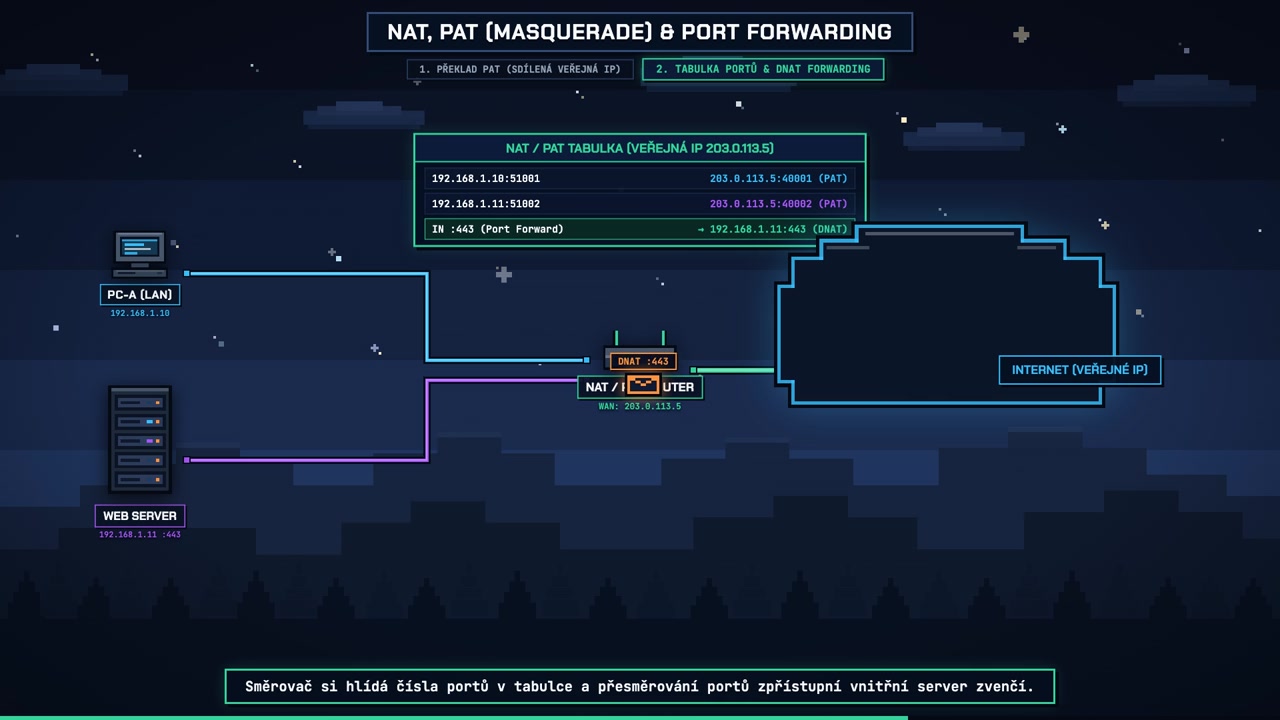 NAT, PAT (MASQUERADE) & PORT FORWARDING
1. PŘEKLAD PAT (SDÍLENÁ VEŘEJNÁ IP)
2. TABULKA PORTŮ & DNAT FORWARDING
NAT / PAT TABULKA (VEŘEJNÁ IP 203.0.113.5)
192.168.1.10:51001 203.0.113.5:40001 (PAT)
192.168.1.11:51002 203.0.113.5:40002 (PAT)
IN :443 (Port Forward) → 192.168.1.11:443 (DNAT)
PC-A (LAN)
192.168.1.10
DNAT :443
NAT / UTER
WAN: 203.0.113.5
INTERNET (VEŘEJNÉ IP)
WEB SERVER
192.168.1.11 :443
Směrovač si hlídá čísla portů v tabulce a přesměrování portů zpřístupní vnitřní server zvenčí.